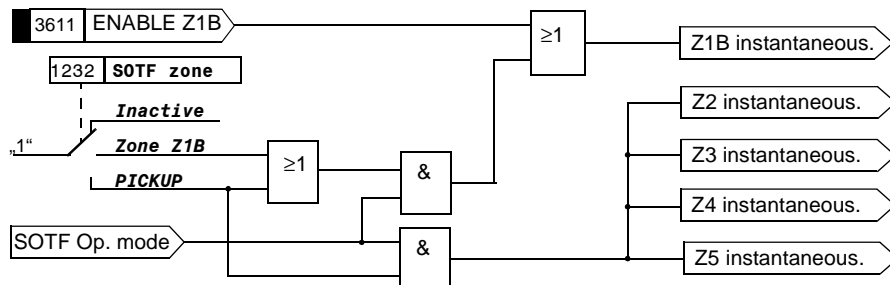 3611 ENABLE Z1B
≥1
Z1B instantaneous.
1232 SOTF zone
Z2 instantaneous.
Inactive
„1“
Zone Z1B
≥1
&
Z3 instantaneous.
PICKUP
Z4 instantaneous.
SOTF Op. mode
&
Z5 instantaneous.